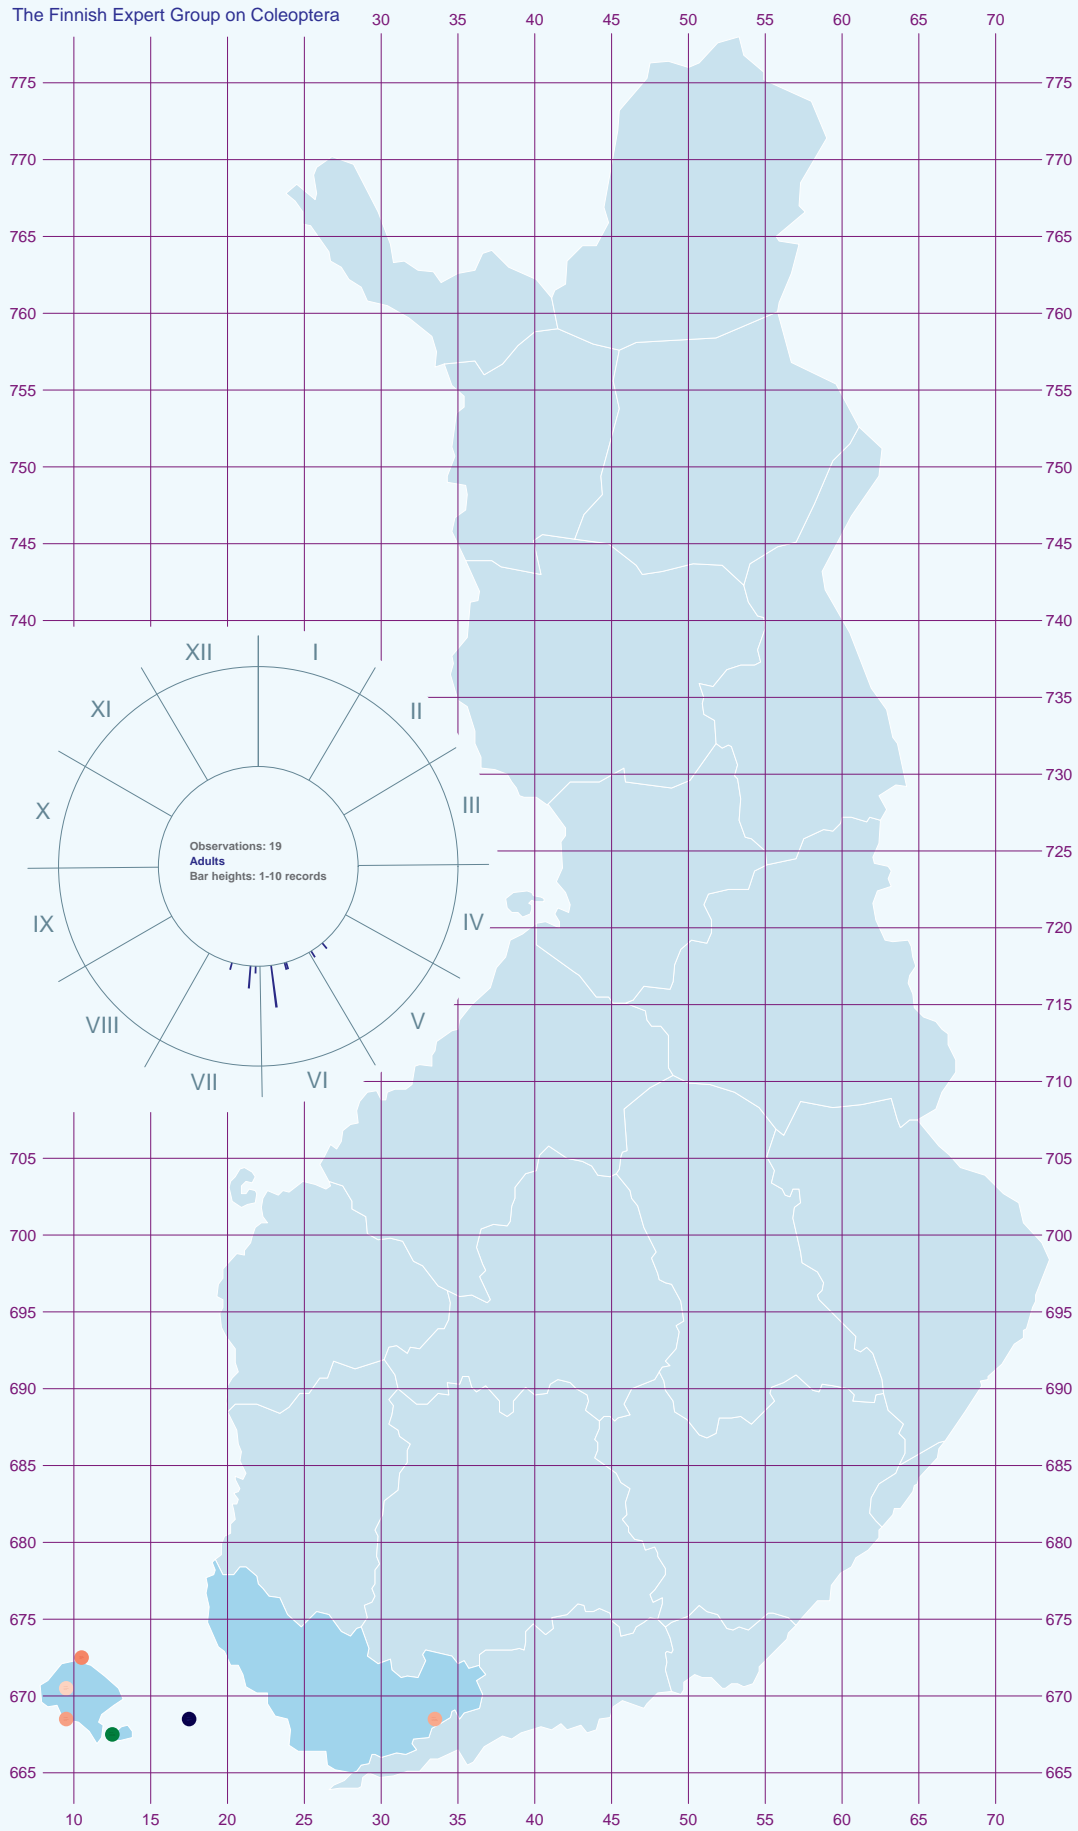 The Finnish Expert Group on Coleoptera 30 35 40 45 50 55 60 65 70
775 775
770 770
765 765
760 760
755 755
750 750
745 745
740 740
XII I
XI II
735
730
X III
725
Observations: 19
Adults
Bar heights: 1-10 records
IX IV 720
715
VIII V
VII VI 710
705 705
700 700
695 695
690 690
685 685
680 680
675 675
670 670
665 665
10 15 20 25 30 35 40 45 50 55 60 65 70